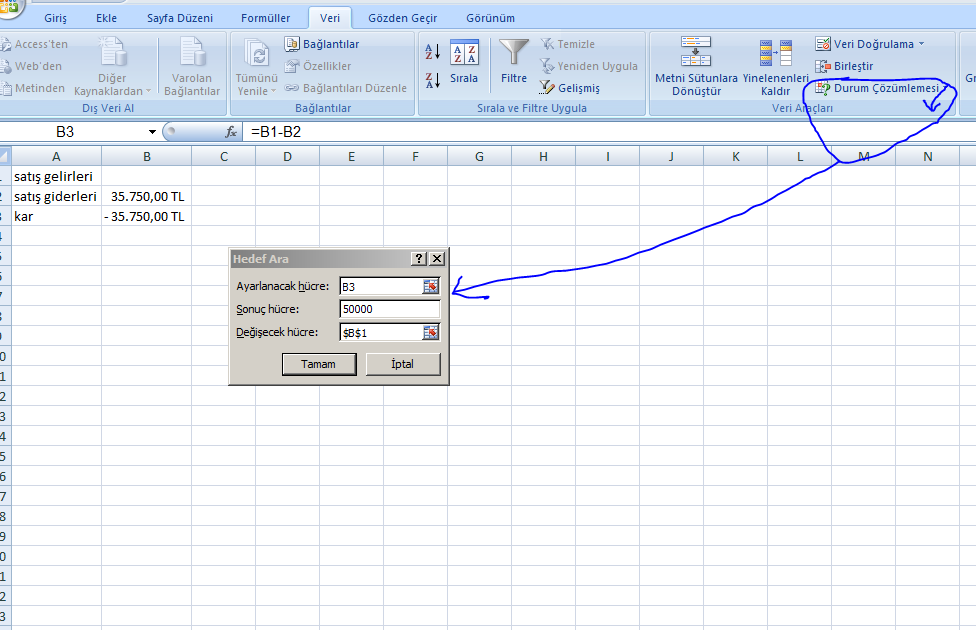 Giriş Ekle Sayfa Düzeni Formüller Veri Gözden Geçir Görünüm
Access'ten
Web'den
Metinden
Diğer
Kaynaklardan
Varolan
Bağlantılar
Dış Veri Al
Tümünü
Yenile
Bağlantılar
Özellikler
Bağlantıları Düzenle
Bağlantılar
A
Z
Z
A
A Z
Z A
Sırala
Filtre
Temizle
Yeniden Uygula
Gelişmiş
Sırala ve Filtre Uygula
Metni Sütunlara
Dönüştür
Yinelenenleri
Kaldır
Veri Doğrulama
Birleştir
Durum Çözümlemesi
Veri Araçları
B3 fx =B1-B2
A B C D E F G H I J K L M N
satış gelirleri
satış giderleri 35.750,00 TL
kar - 35.750,00 TL
Hedef Ara ? X
Ayarlanacak hücre: B3
Sonuç hücre: 50000
Değişecek hücre: $B$1
Tamam İptal